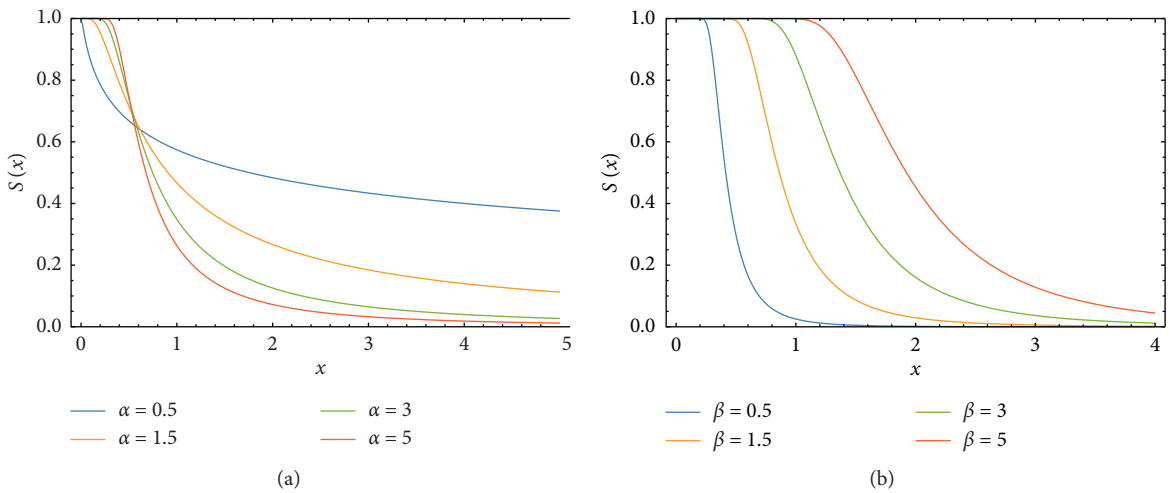 1.0
0.8
0.6
0.4
0.2
0.0
S (x)
0 1 2 3 4 5
x
α = 0.5
α = 3
α = 1.5
α = 5
(a)
1.0
0.8
0.6
0.4
0.2
0.0
S (x)
0 1 2 3 4
x
β = 0.5
β = 3
β = 1.5
β = 5
(b)